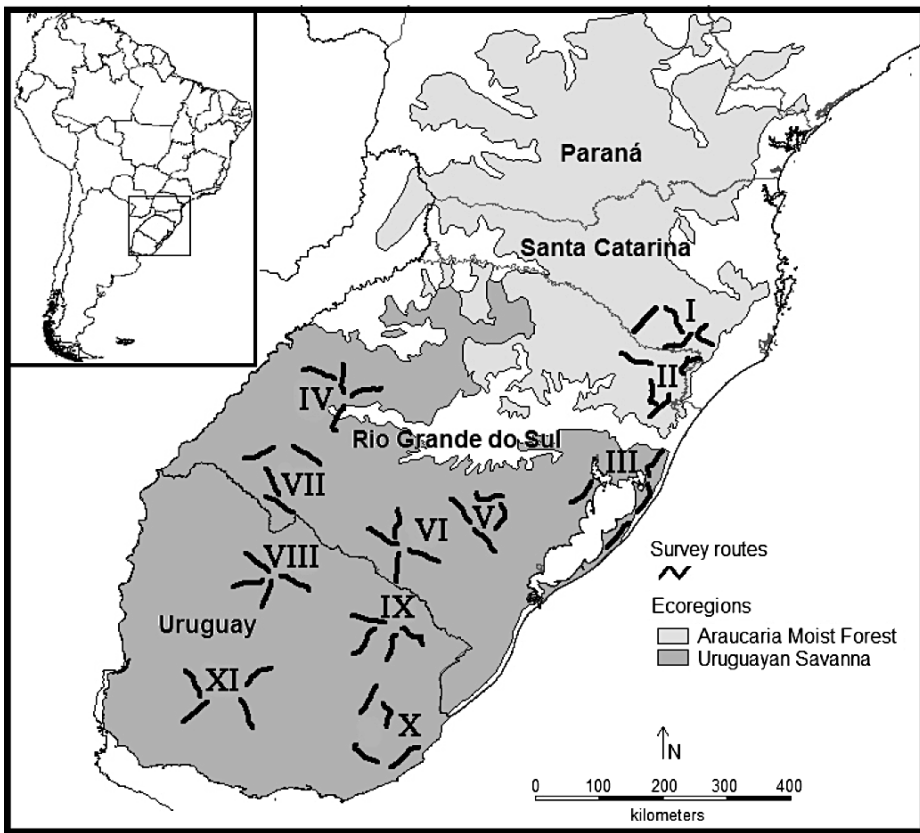 Paraná
Santa Catarina
I
II
IV
Rio Grande do Sul
III
VII
V
VI
VIII
IX
Uruguay
XI
X
Survey routes
Ecoregions
Araucaria Moist Forest
Uruguayan Savanna
N
0 100 200 300 400
kilometers